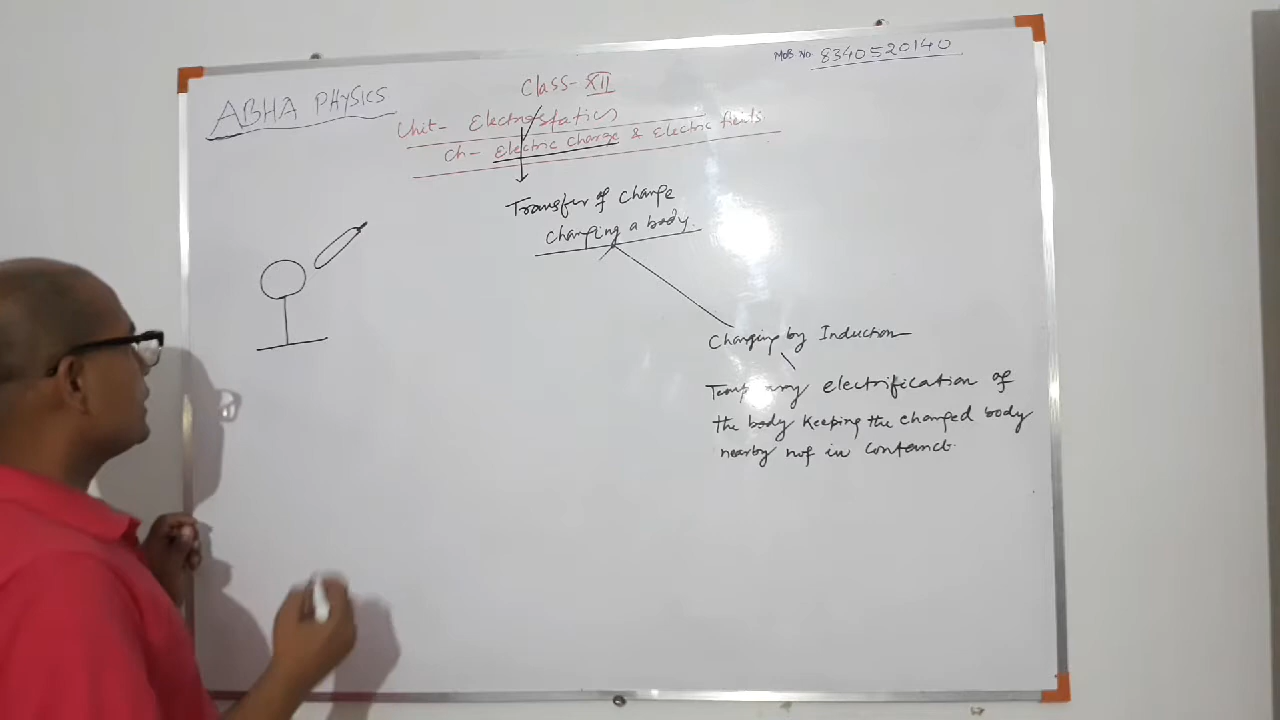 ABHA PHYSICS
Class- XII
MOB No. 8340520140
Unit- Electrostatics
Ch- Electric Charge & Electric fields
Transfer of Charge
Charging a body.
Charging by Induction
Temporary electrification of
the body Keeping the charged body
nearby not in contanct.